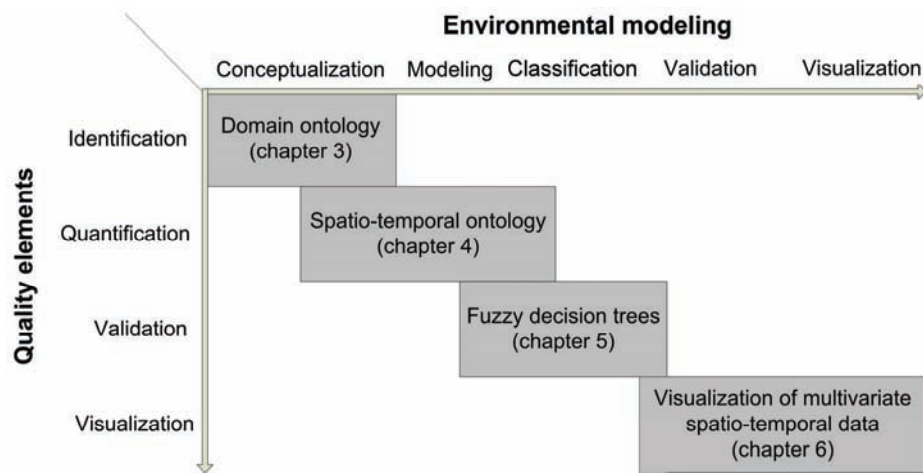 Environmental modeling
Conceptualization Modeling Classification Validation Visualization
Quality elements
Identification
Domain ontology
(chapter 3)
Quantification
Spatio-temporal ontology
(chapter 4)
Validation
Fuzzy decision trees
(chapter 5)
Visualization
Visualization of multivariate
spatio-temporal data
(chapter 6)